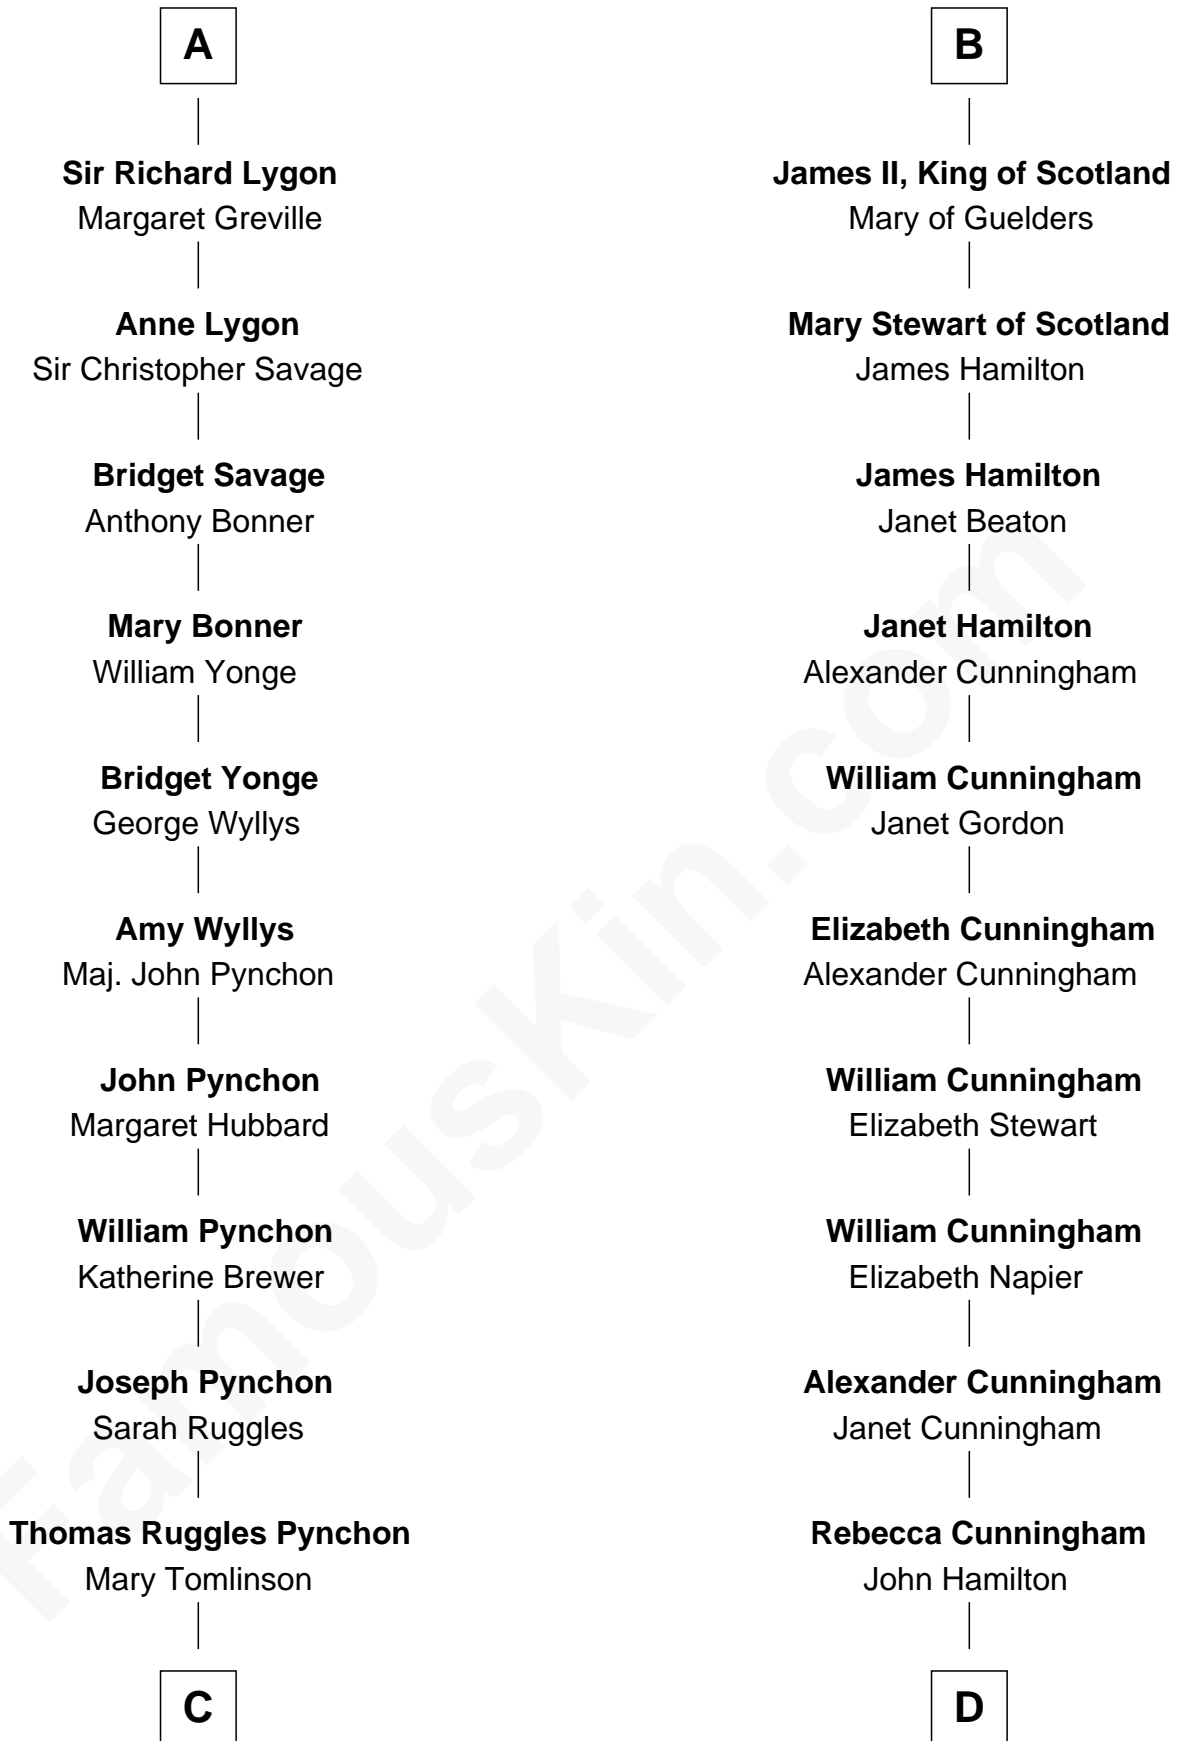 A
Sir Richard Lygon
Margaret Greville
Anne Lygon
Sir Christopher Savage
Bridget Savage
Anthony Bonner
Mary Bonner
William Yonge
Bridget Yonge
George Wyllys
Amy Wyllys
Maj. John Pynchon
John Pynchon
Margaret Hubbard
William Pynchon
Katherine Brewer
Joseph Pynchon
Sarah Ruggles
Thomas Ruggles Pynchon
Mary Tomlinson
C
B
James II, King of Scotland
Mary of Guelders
Mary Stewart of Scotland
James Hamilton
James Hamilton
Janet Beaton
Janet Hamilton
Alexander Cunningham
William Cunningham
Janet Gordon
Elizabeth Cunningham
Alexander Cunningham
William Cunningham
Elizabeth Stewart
William Cunningham
Elizabeth Napier
Alexander Cunningham
Janet Cunningham
Rebecca Cunningham
John Hamilton
D
FamousKin.com